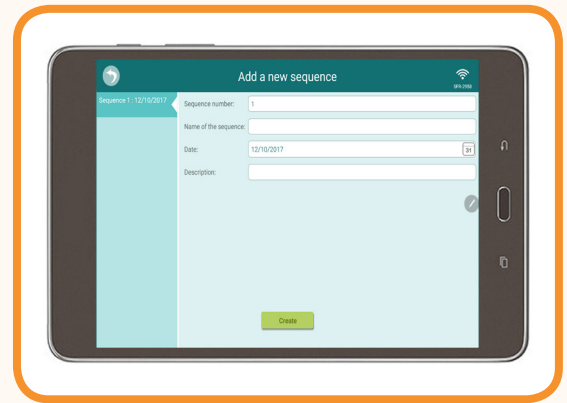 Add a new sequence
Sequence 1 : 12/10/2017
Sequence number: 1
Name of the sequence:
Date: 12/10/2017 31
Description:
Create